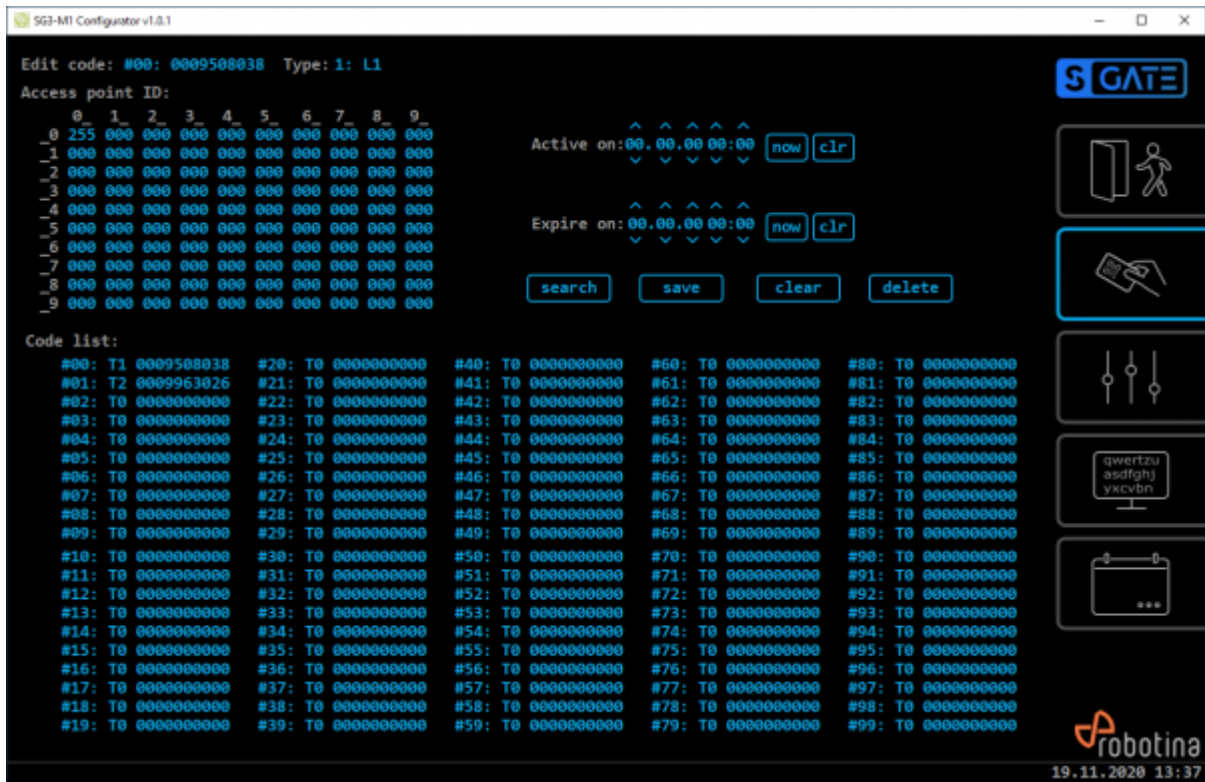 SG3-M1 Configurator v1.0.1
Edit code: #00: 0009508038 Type: 1: L1
Access point ID:
0_ 1_ 2_ 3_ 4_ 5_ 6_ 7_ 8_ 9_
_0 255 000 000 000 000 000 000 000 000 000
_1 000 000 000 000 000 000 000 000 000 000
_2 000 000 000 000 000 000 000 000 000 000
_3 000 000 000 000 000 000 000 000 000 000
_4 000 000 000 000 000 000 000 000 000 000
_5 000 000 000 000 000 000 000 000 000 000
_6 000 000 000 000 000 000 000 000 000 000
_7 000 000 000 000 000 000 000 000 000 000
_8 000 000 000 000 000 000 000 000 000 000
_9 000 000 000 000 000 000 000 000 000 000
Active on: 00.00.00 00:00 now clr
Expire on: 00.00.00 00:00 now clr
search save clear delete
Code list:
#00: T1 0009508038 #20: T0 0000000000 #40: T0 0000000000 #60: T0 0000000000 #80: T0 0000000000
#01: T2 0009963026 #21: T0 0000000000 #41: T0 0000000000 #61: T0 0000000000 #81: T0 0000000000
#02: T0 0000000000 #22: T0 0000000000 #42: T0 0000000000 #62: T0 0000000000 #82: T0 0000000000
#03: T0 0000000000 #23: T0 0000000000 #43: T0 0000000000 #63: T0 0000000000 #83: T0 0000000000
#04: T0 0000000000 #24: T0 0000000000 #44: T0 0000000000 #64: T0 0000000000 #84: T0 0000000000
#05: T0 0000000000 #25: T0 0000000000 #45: T0 0000000000 #65: T0 0000000000 #85: T0 0000000000
#06: T0 0000000000 #26: T0 0000000000 #46: T0 0000000000 #66: T0 0000000000 #86: T0 0000000000
#07: T0 0000000000 #27: T0 0000000000 #47: T0 0000000000 #67: T0 0000000000 #87: T0 0000000000
#08: T0 0000000000 #28: T0 0000000000 #48: T0 0000000000 #68: T0 0000000000 #88: T0 0000000000
#09: T0 0000000000 #29: T0 0000000000 #49: T0 0000000000 #69: T0 0000000000 #89: T0 0000000000
#10: T0 0000000000 #30: T0 0000000000 #50: T0 0000000000 #70: T0 0000000000 #90: T0 0000000000
#11: T0 0000000000 #31: T0 0000000000 #51: T0 0000000000 #71: T0 0000000000 #91: T0 0000000000
#12: T0 0000000000 #32: T0 0000000000 #52: T0 0000000000 #72: T0 0000000000 #92: T0 0000000000
#13: T0 0000000000 #33: T0 0000000000 #53: T0 0000000000 #73: T0 0000000000 #93: T0 0000000000
#14: T0 0000000000 #34: T0 0000000000 #54: T0 0000000000 #74: T0 0000000000 #94: T0 0000000000
#15: T0 0000000000 #35: T0 0000000000 #55: T0 0000000000 #75: T0 0000000000 #95: T0 0000000000
#16: T0 0000000000 #36: T0 0000000000 #56: T0 0000000000 #76: T0 0000000000 #96: T0 0000000000
#17: T0 0000000000 #37: T0 0000000000 #57: T0 0000000000 #77: T0 0000000000 #97: T0 0000000000
#18: T0 0000000000 #38: T0 0000000000 #58: T0 0000000000 #78: T0 0000000000 #98: T0 0000000000
#19: T0 0000000000 #39: T0 0000000000 #59: T0 0000000000 #79: T0 0000000000 #99: T0 0000000000
S GATE
qwertzu
asdfghj
yxcvbn
robotina
19.11.2020 13:37